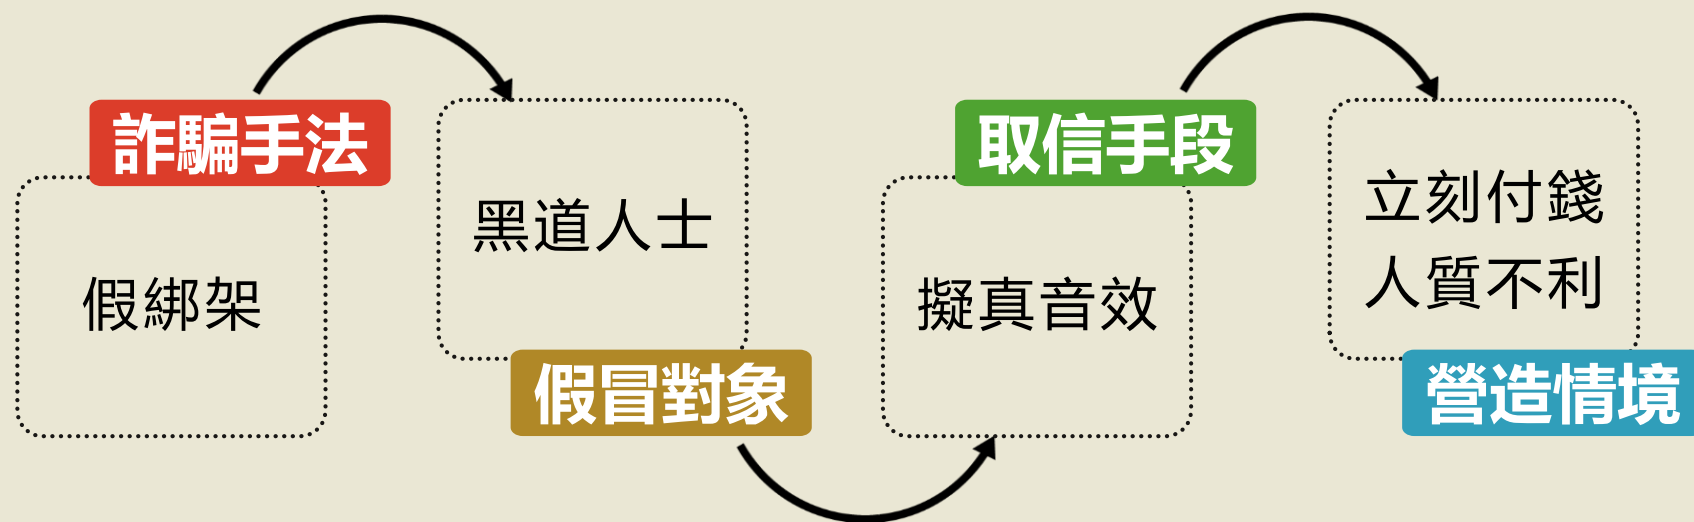 詐騙手法
假綁架
黑道人士
假冒對象
取信手段
擬真音效
立刻付錢
人質不利
營造情境